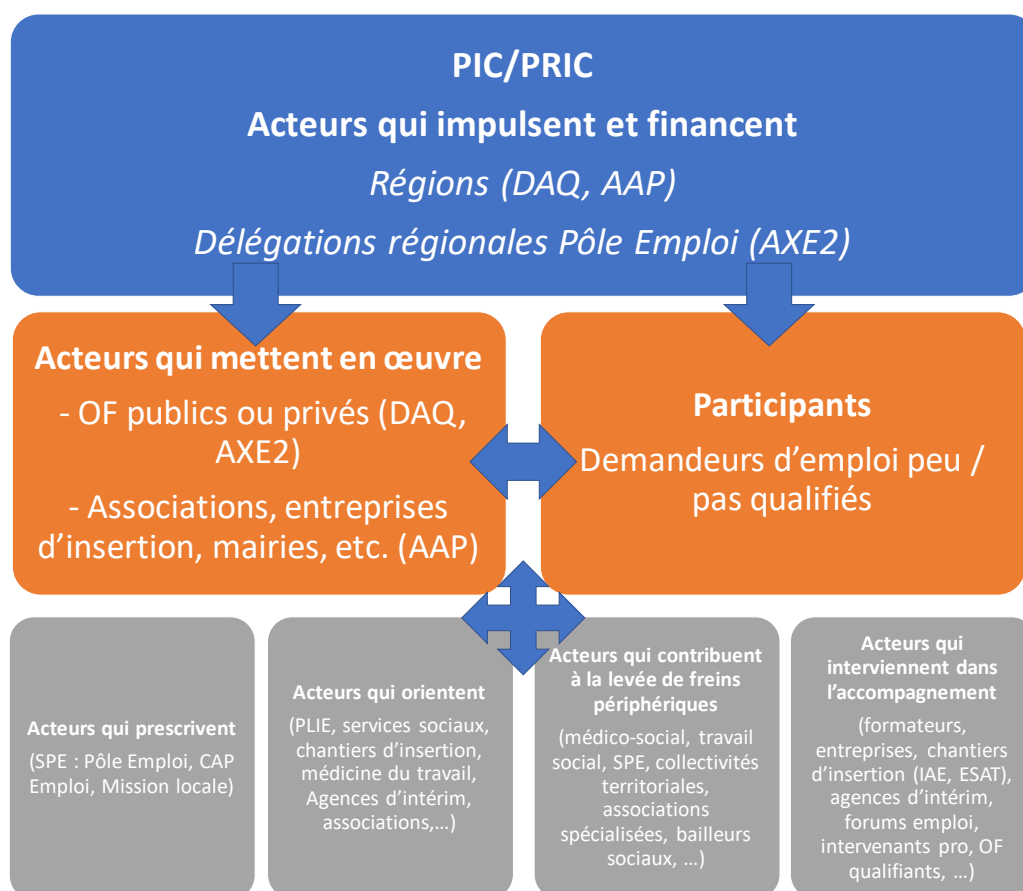 PIC/PRIC
Acteurs qui impulsent et financent
Régions (DAQ, AAP)
Délégations régionales Pôle Emploi (AXE2)
Acteurs qui mettent en œuvre
- OF publics ou privés (DAQ,
AXE2)
- Associations, entreprises
d’insertion, mairies, etc. (AAP)
Participants
Demandeurs d’emploi peu /
pas qualifiés
Acteurs qui prescrivent
(SPE : Pôle Emploi, CAP
Emploi, Mission locale)
Acteurs qui orientent
(PLIE, services sociaux,
chantiers d’insertion,
médicine du travail,
Agences d’intérim,
associations,…)
Acteurs qui contribuent
à la levée de freins
périphériques
(médico-social, travail
social, SPE, collectivités
territoriales,
associations
spécialisées, bailleurs
sociaux, …)
Acteurs qui
interviennent dans
l’accompagnement
(formateurs,
entreprises, chantiers
d’insertion (IAE, ESAT),
agences d’intérim,
forums emploi,
intervenants pro, OF
qualifiants, …)